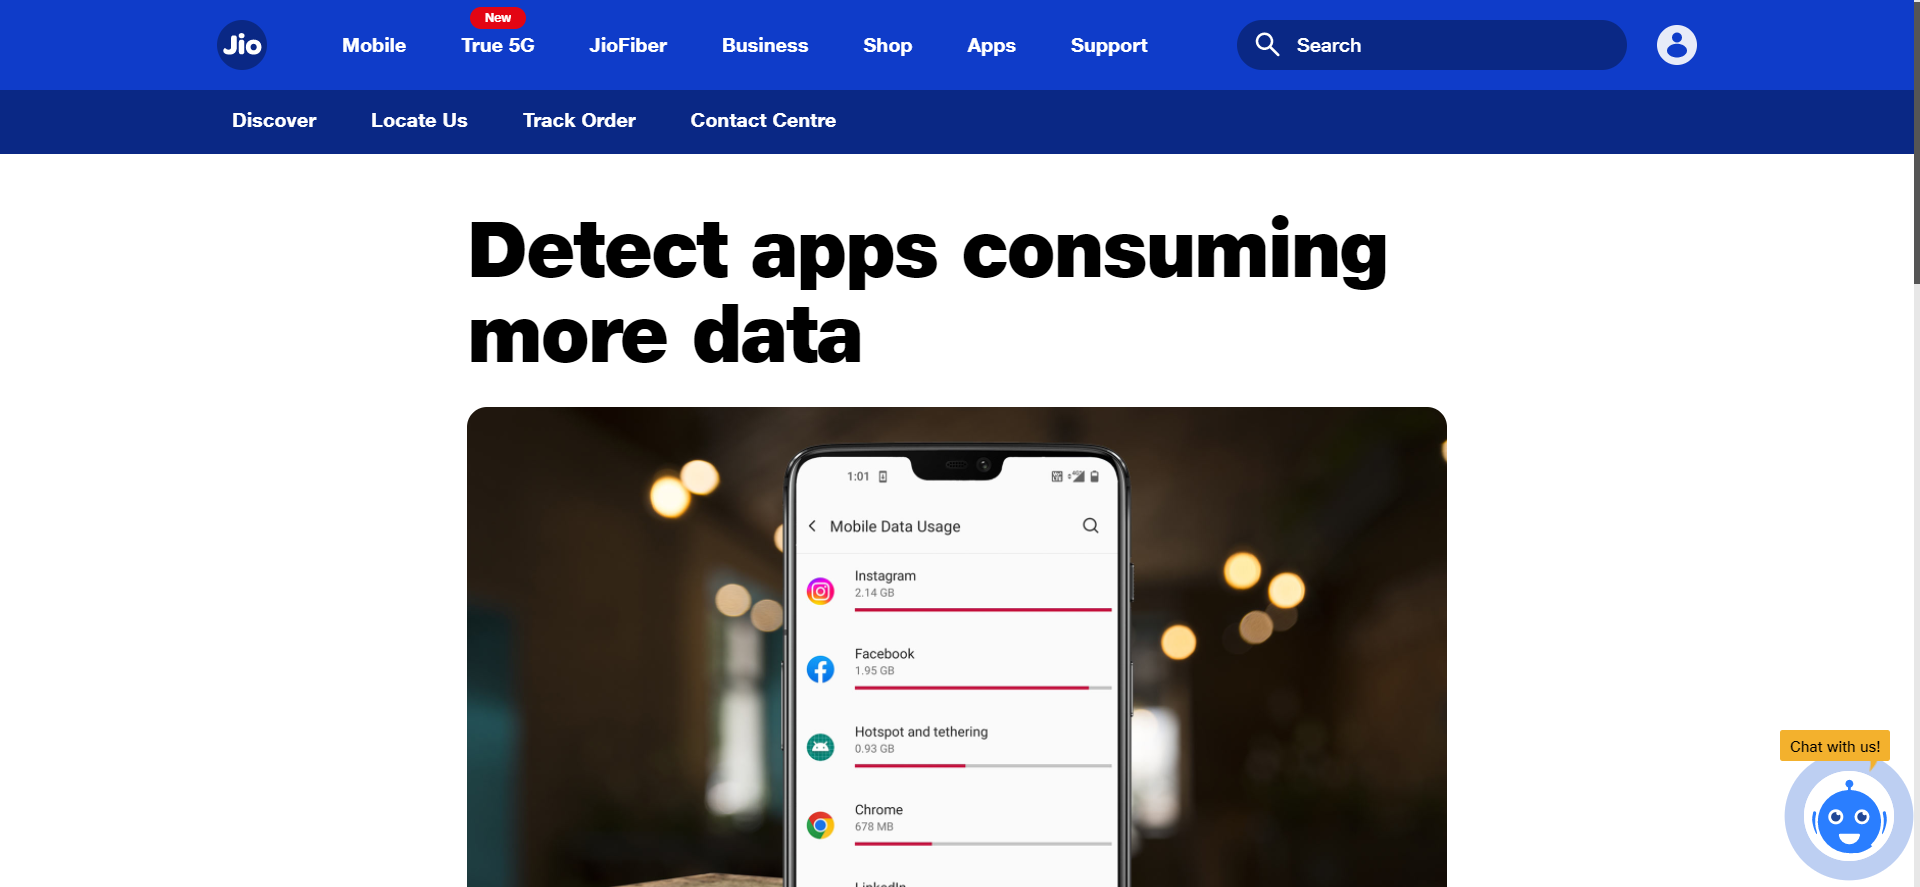 Jio
Mobile
New
True 5G
JioFiber
Business
Shop
Apps
Support
Search
Discover
Locate Us
Track Order
Contact Centre
Detect apps consuming
more data
1:01
Mobile Data Usage
Instagram
2.14 GB
Facebook
1.95 GB
Hotspot and tethering
0.93 GB
Chrome
678 MB
LinkedIn
Chat with us!